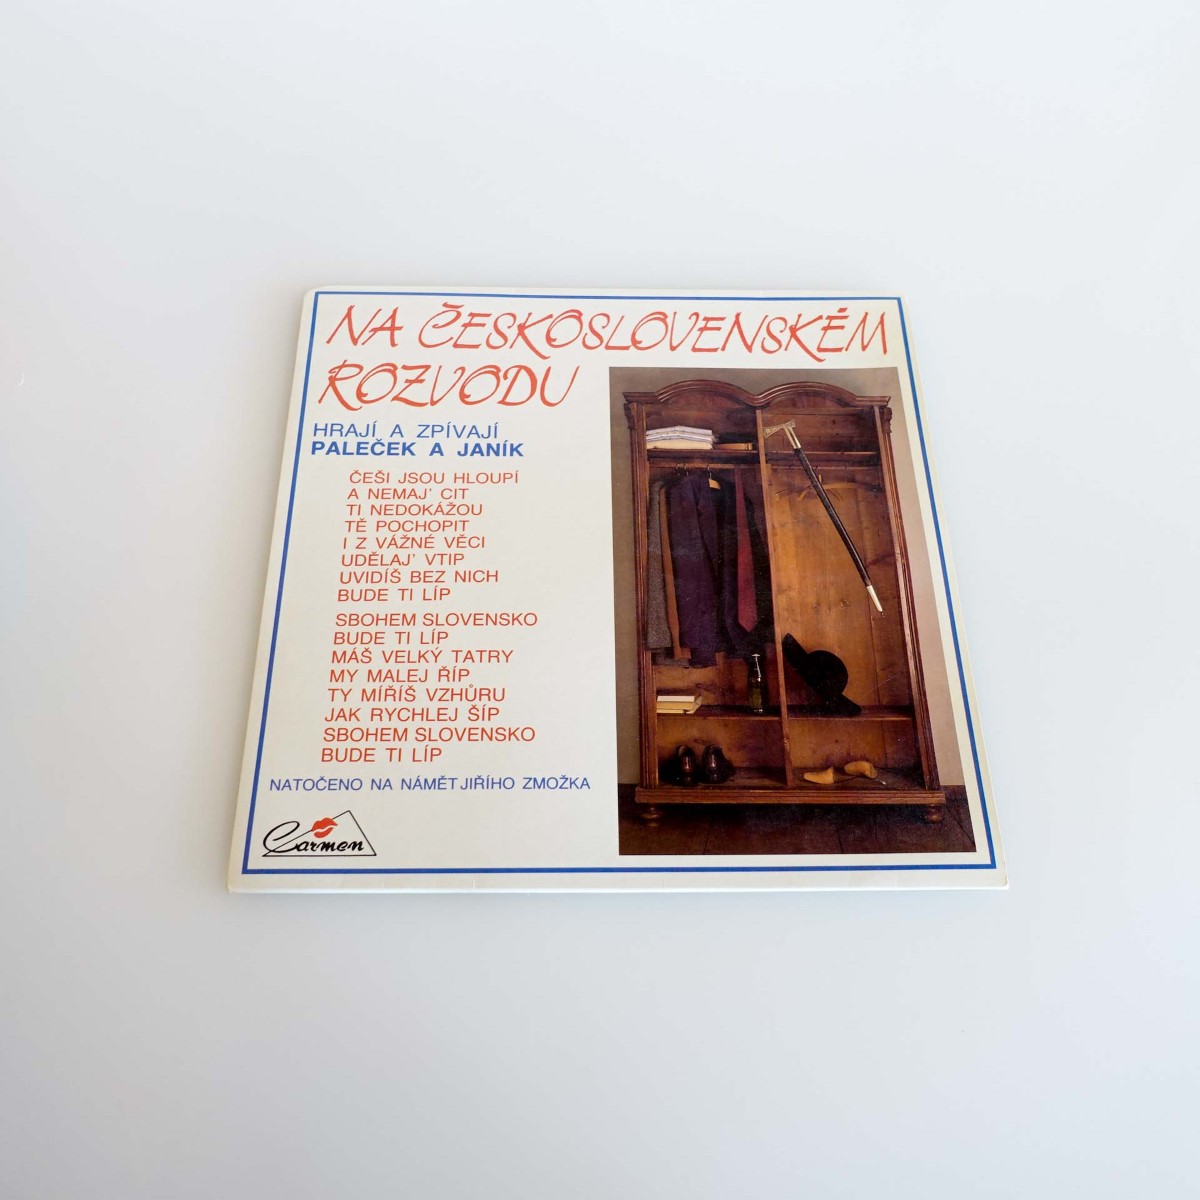 NA ČESKOSLOVENSKÉM
ROZVODU
HRAJÍ A ZPÍVAJÍ
PALEČEK A JANÍK
ČEŠI JSOU HLOUPÍ
A NEMAJ' CIT
TI NEDOKÁŽOU
TĚ POCHOPIT
I Z VÁŽNÉ VĚCI
UDĚLAJ' VTIP
UVIDÍŠ BEZ NICH
BUDE TI LÍP
SBOHEM SLOVENSKO
BUDE TI LÍP
MÁŠ VELKÝ TATRY
MY MALEJ ŘÍP
TY MÍŘÍŠ VZHŮRU
JAK RYCHLEJ ŠÍP
SBOHEM SLOVENSKO
BUDE TI LÍP
NATOČENO NA NÁMĚT JIŘÍHO ZMOŽKA
Carmen